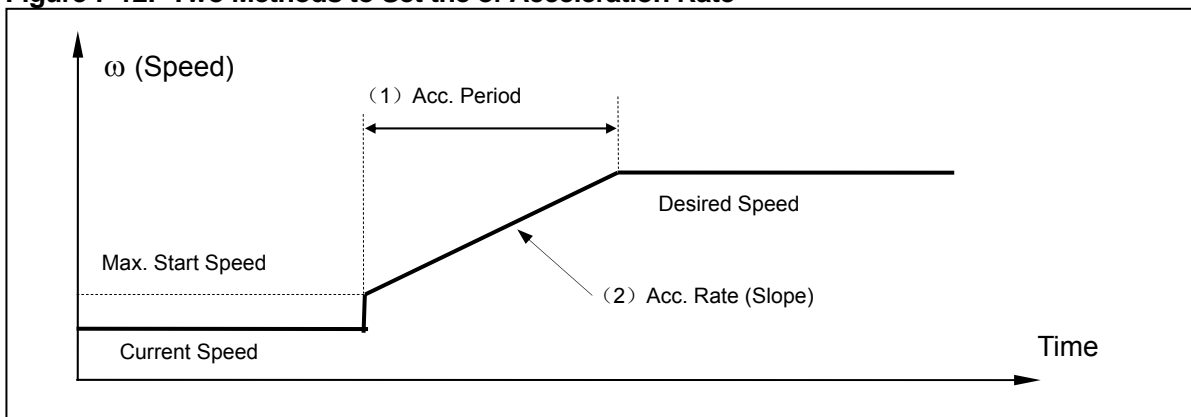 Figure 7-12. Two Methods to Set the of Acceleration Rate
ω (Speed)
（1）Acc. Period
Desired Speed
Max. Start Speed
（2）Acc. Rate (Slope)
Current Speed
Time